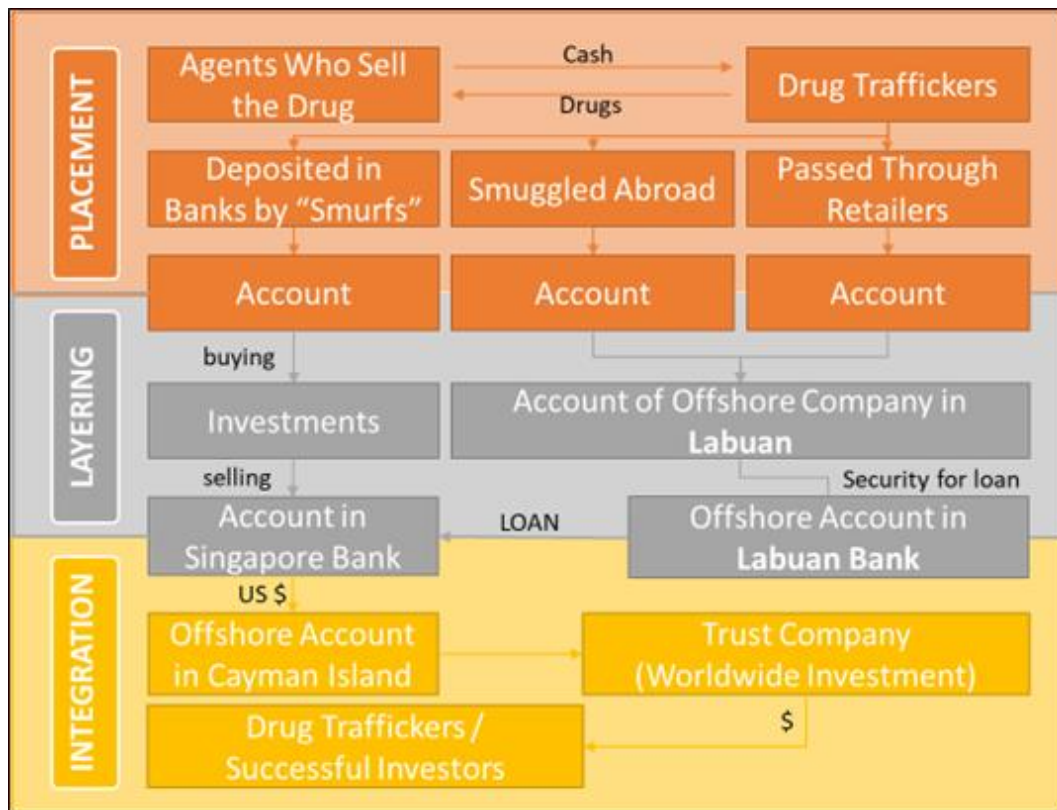 PLACEMENT
Agents Who Sell
the Drug
Cash
Drugs
Drug Traffickers
Deposited in
Banks by “Smurfs”
Smuggled Abroad
Passed Through
Retailers
Account
Account
Account
LAYERING
buying
Investments
Account of Offshore Company in
Labuan
selling
Security for loan
Account in
Singapore Bank
LOAN
Offshore Account in
Labuan Bank
INTEGRATION
US $
Offshore Account
in Cayman Island
Trust Company
(Worldwide Investment)
$
Drug Traffickers /
Successful Investors